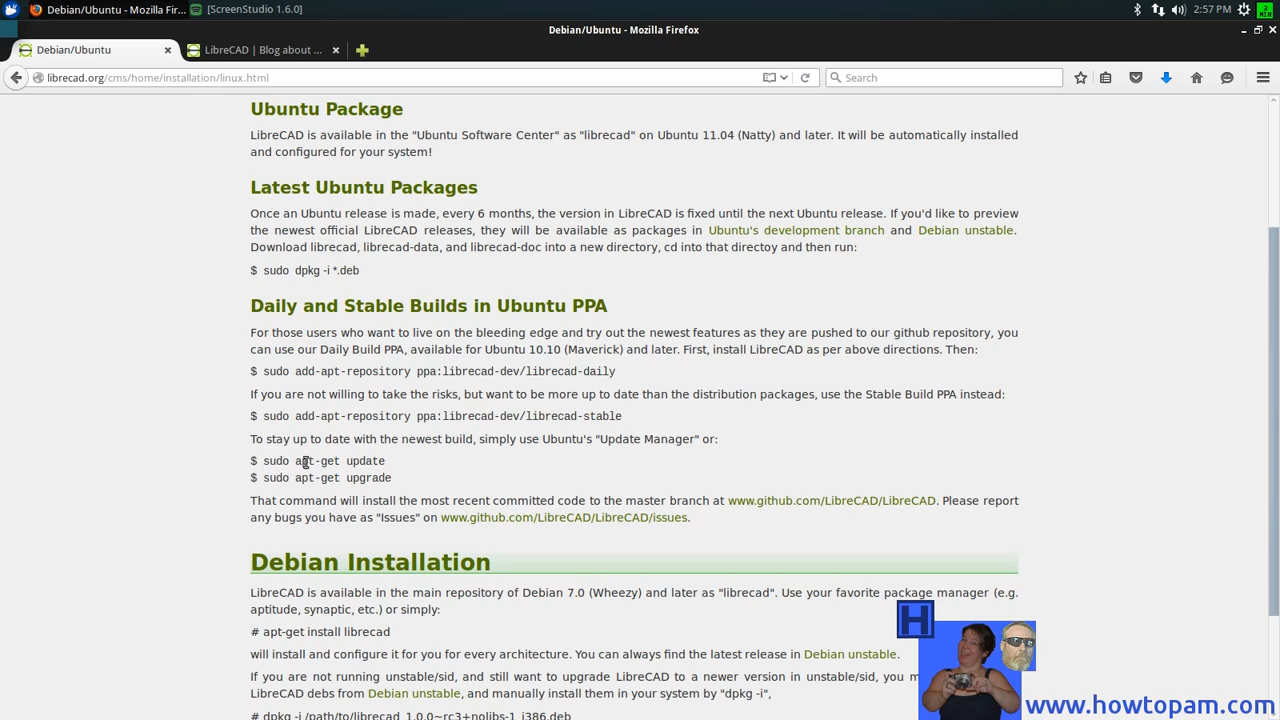 Debian/Ubuntu - Mozilla Fir...
[ScreenStudio 1.6.0]
2:57 PM
2
MIN
Debian/Ubuntu - Mozilla Firefox
Debian/Ubuntu
LibreCAD | Blog about ...
librecad.org/cms/home/installation/linux.html
Search
Ubuntu Package
LibreCAD is available in the "Ubuntu Software Center" as "librecad" on Ubuntu 11.04 (Natty) and later. It will be automatically installed
and configured for your system!
Latest Ubuntu Packages
Once an Ubuntu release is made, every 6 months, the version in LibreCAD is fixed until the next Ubuntu release. If you'd like to preview
the newest official LibreCAD releases, they will be available as packages in Ubuntu's development branch and Debian unstable.
Download librecad, librecad-data, and librecad-doc into a new directory, cd into that directoy and then run:
$ sudo dpkg -i *.deb
Daily and Stable Builds in Ubuntu PPA
For those users who want to live on the bleeding edge and try out the newest features as they are pushed to our github repository, you
can use our Daily Build PPA, available for Ubuntu 10.10 (Maverick) and later. First, install LibreCAD as per above directions. Then:
$ sudo add-apt-repository ppa:librecad-dev/librecad-daily
If you are not willing to take the risks, but want to be more up to date than the distribution packages, use the Stable Build PPA instead:
$ sudo add-apt-repository ppa:librecad-dev/librecad-stable
To stay up to date with the newest build, simply use Ubuntu's "Update Manager" or:
$ sudo apt-get update
$ sudo apt-get upgrade
That command will install the most recent committed code to the master branch at www.github.com/LibreCAD/LibreCAD. Please report
any bugs you have as "Issues" on www.github.com/LibreCAD/LibreCAD/issues.
Debian Installation
LibreCAD is available in the main repository of Debian 7.0 (Wheezy) and later as "librecad". Use your favorite package manager (e.g.
aptitude, synaptic, etc.) or simply:
# apt-get install librecad
H
will install and configure it for you for every architecture. You can always find the latest release in Debian unstable.
If you are not running unstable/sid, and still want to upgrade LibreCAD to a newer version in unstable/sid, you m
LibreCAD debs from Debian unstable, and manually install them in your system by "dpkg -i",
# dpkg -i /path/to/librecad_1.0.0~rc3+nolibs-1_i386.deb
www.howtopam.com